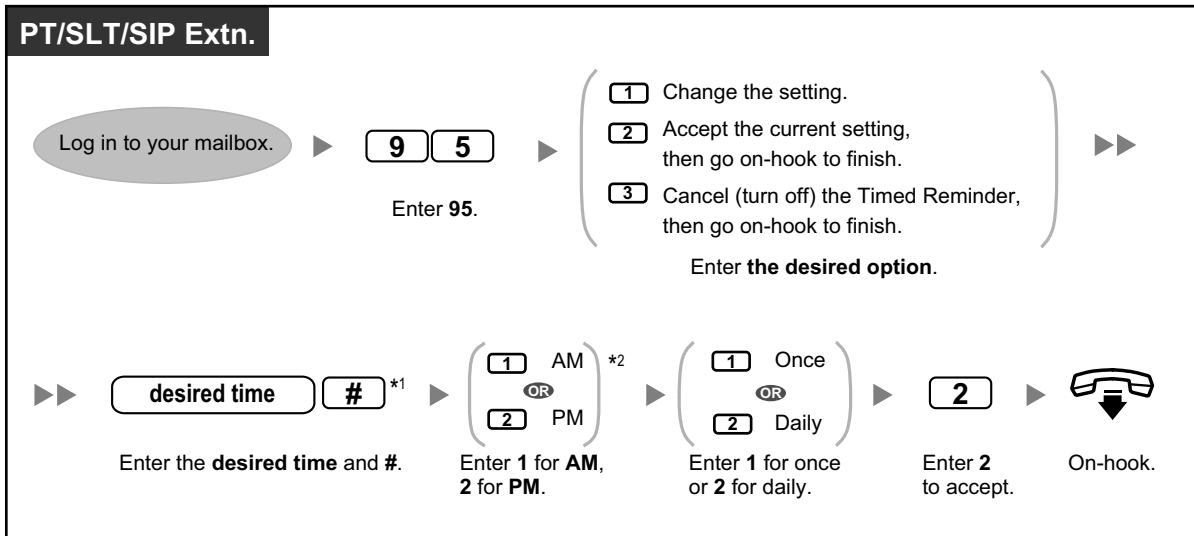 PT/SLT/SIP Extn.
Log in to your mailbox.
9 5
Enter 95.
1 Change the setting.
2 Accept the current setting,
then go on-hook to finish.
3 Cancel (turn off) the Timed Reminder,
then go on-hook to finish.
Enter the desired option.
desired time # *1
Enter the desired time and #.
1 AM *2
OR
2 PM
Enter 1 for AM,
2 for PM.
1 Once
OR
2 Daily
Enter 1 for once
or 2 for daily.
2
Enter 2
to accept.
On-hook.